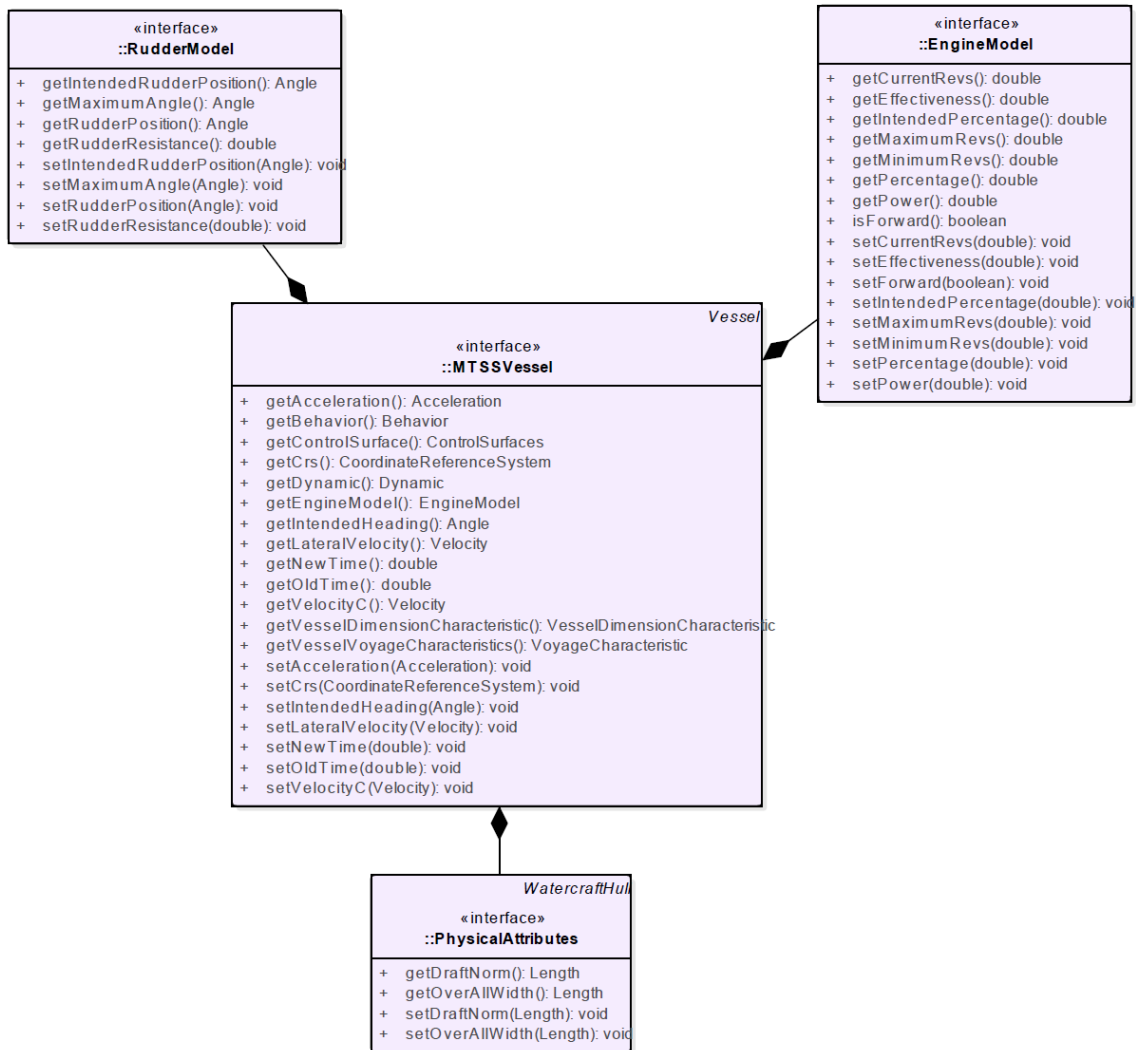 «interface»
::RudderModel
+ getIntendedRudderPosition(): Angle
+ getMaximumAngle(): Angle
+ getRudderPosition(): Angle
+ getRudderResistance(): double
+ setIntendedRudderPosition(Angle): void
+ setMaximumAngle(Angle): void
+ setRudderPosition(Angle): void
+ setRudderResistance(double): void
«interface»
::EngineModel
+ getCurrentRevs(): double
+ getEffectiveness(): double
+ getIntendedPercentage(): double
+ getMaximumRevs(): double
+ getMinimumRevs(): double
+ getPercentage(): double
+ getPower(): double
+ isForward(): boolean
+ setCurrentRevs(double): void
+ setEffectiveness(double): void
+ setForward(boolean): void
+ setIntendedPercentage(double): void
+ setMaximumRevs(double): void
+ setMinimumRevs(double): void
+ setPercentage(double): void
+ setPower(double): void
Vessel
«interface»
::MTSSVessel
+ getAcceleration(): Acceleration
+ getBehavior(): Behavior
+ getControlSurface(): ControlSurfaces
+ getCrs(): CoordinateReferenceSystem
+ getDynamic(): Dynamic
+ getEngineModel(): EngineModel
+ getIntendedHeading(): Angle
+ getLateralVelocity(): Velocity
+ getNewTime(): double
+ getOldTime(): double
+ getVelocityC(): Velocity
+ getVesselDimensionCharacteristic(): VesselDimensionCharacteristic
+ getVesselVoyageCharacteristics(): VoyageCharacteristic
+ setAcceleration(Acceleration): void
+ setCrs(CoordinateReferenceSystem): void
+ setIntendedHeading(Angle): void
+ setLateralVelocity(Velocity): void
+ setNewTime(double): void
+ setOldTime(double): void
+ setVelocityC(Velocity): void
WatercraftHull
«interface»
::PhysicalAttributes
+ getDraftNorm(): Length
+ getOverAllWidth(): Length
+ setDraftNorm(Length): void
+ setOverAllWidth(Length): void